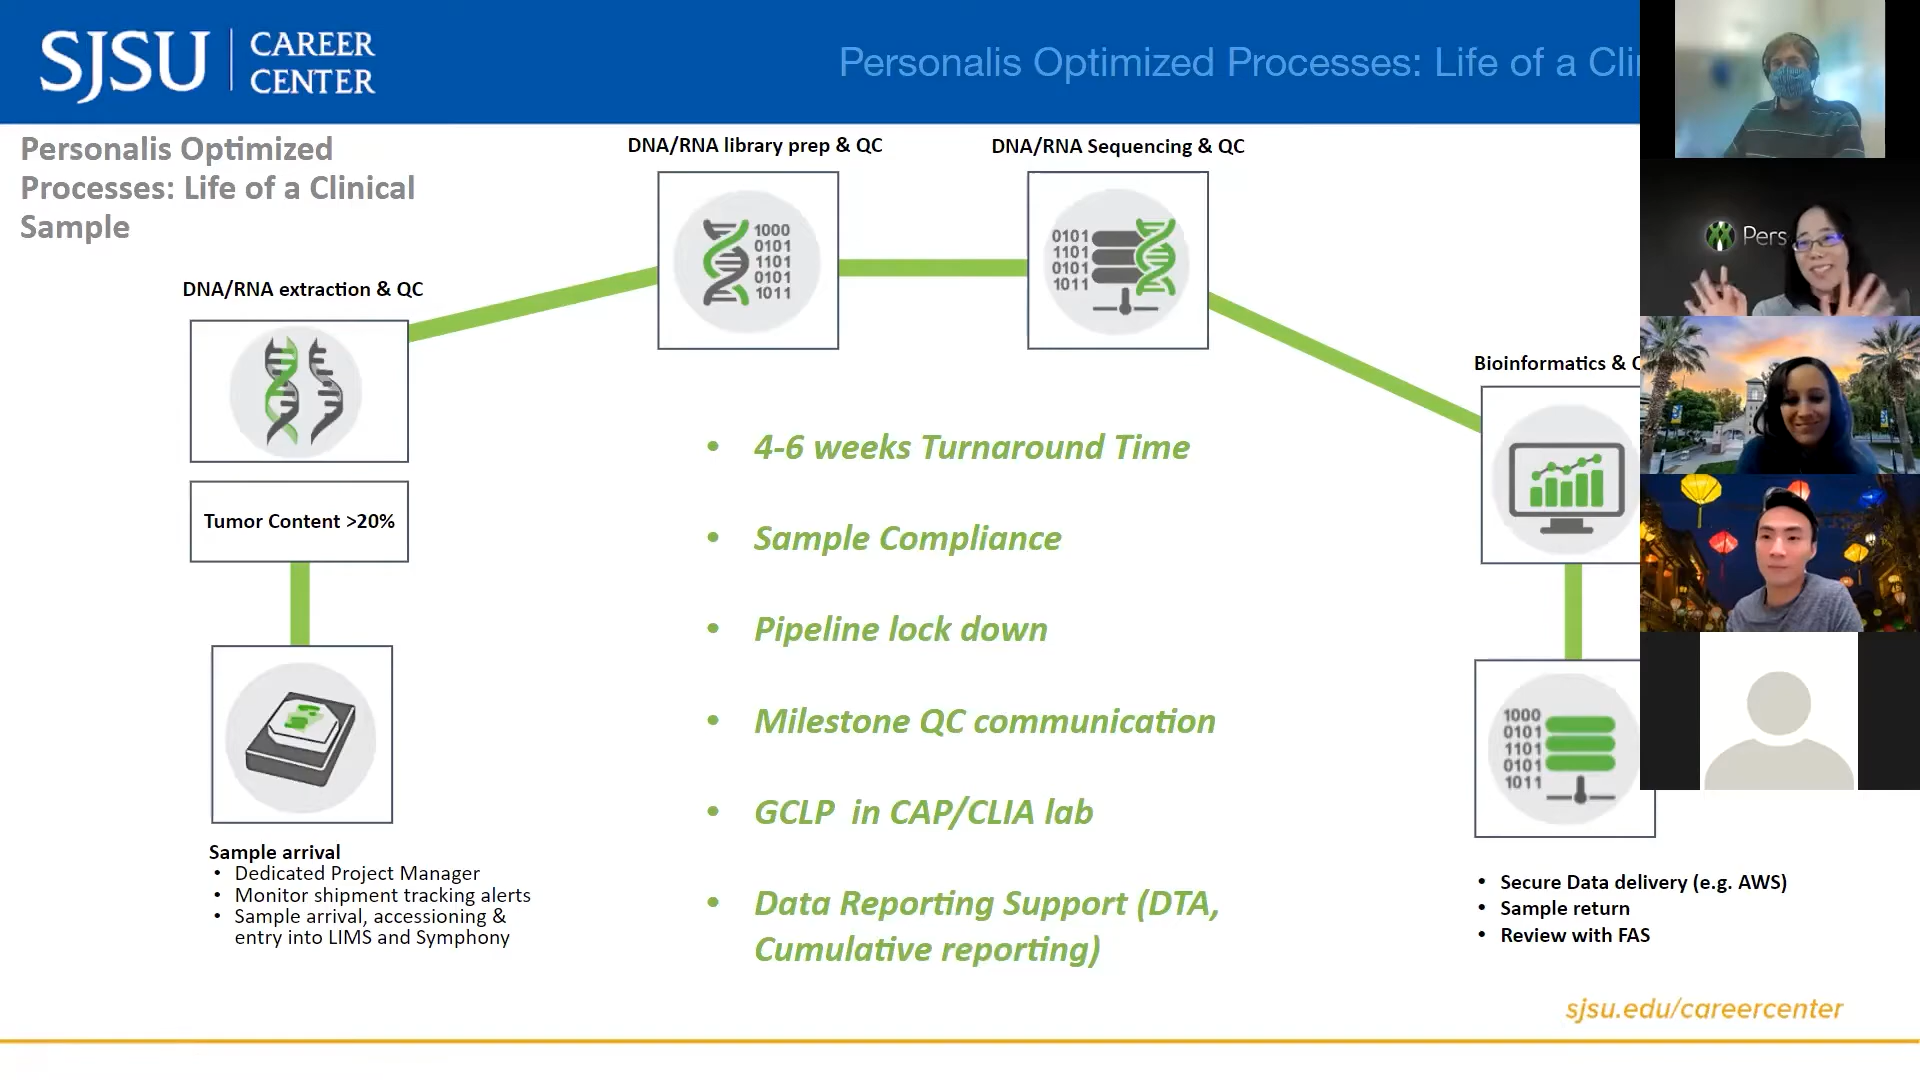 SJSU
CAREER
CENTER
Personalis Optimized Processes: Life of a
Personalis Optimized
Processes: Life of a Clinical
Sample
DNA/RNA extraction & QC
Tumor Content >20%
Sample arrival
• Dedicated Project Manager
• Monitor shipment tracking alerts
• Sample arrival, accessioning &
entry into LIMS and Symphony
DNA/RNA library prep & QC
1000
0101
1101
0101
1011
DNA/RNA Sequencing & QC
0101
1101
0101
1011
• 4-6 weeks Turnaround Time
• Sample Compliance
• Pipeline lock down
• Milestone QC communication
• GCLP in CAP/CLIA lab
• Data Reporting Support (DTA,
Cumulative reporting)
Bioinformatics &
1000
0101
1101
0101
1011
• Secure Data delivery (e.g. AWS)
• Sample return
• Review with FAS
Pers
sjsu.edu/careercenter